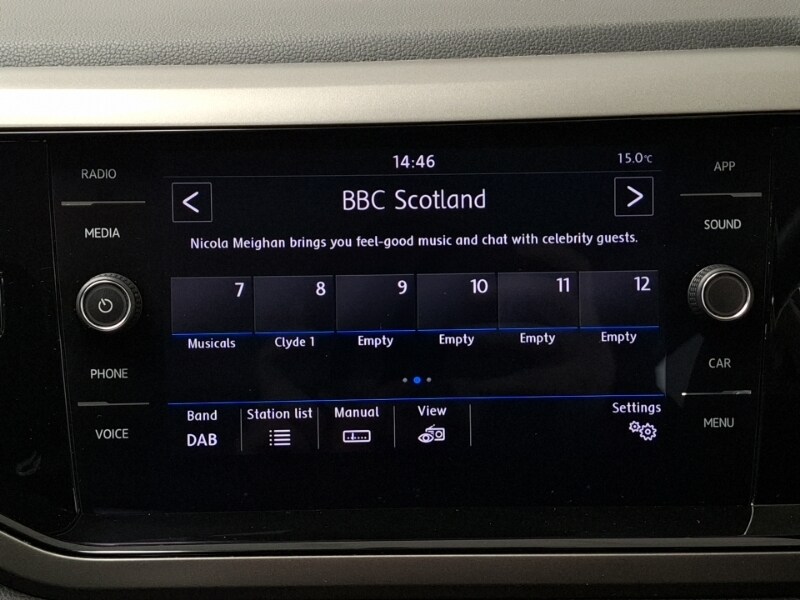 14:46 15.0°C
RADIO APP
< BBC Scotland >
MEDIA SOUND
Nicola Meighan brings you feel-good music and chat with celebrity guests.
7 8 9 10 11 12
Musicals Clyde 1 Empty Empty Empty Empty
PHONE CAR
Band Station list Manual View Settings
DAB
VOICE MENU